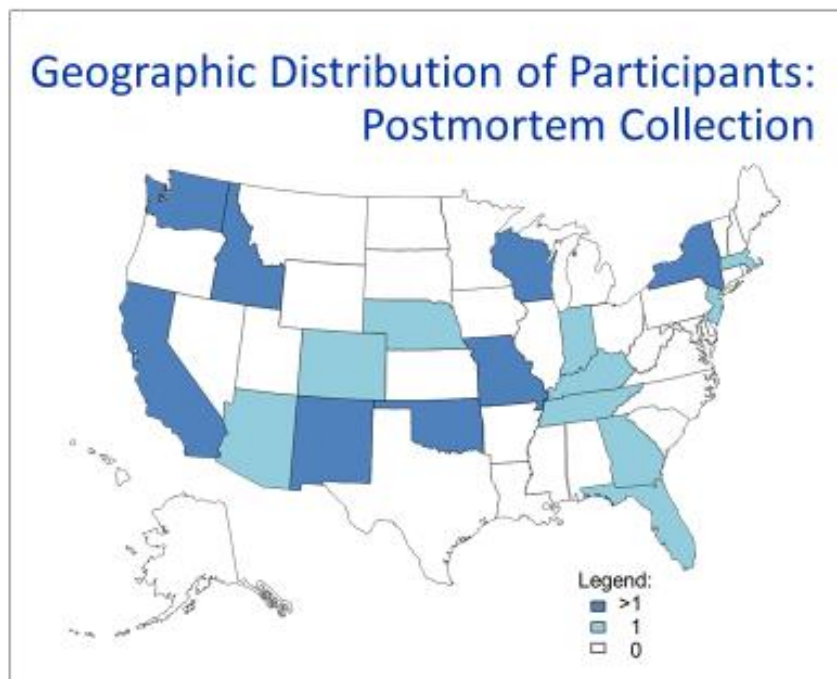 Geographic Distribution of Participants:
Postmortem Collection
Legend:
>1
1
0